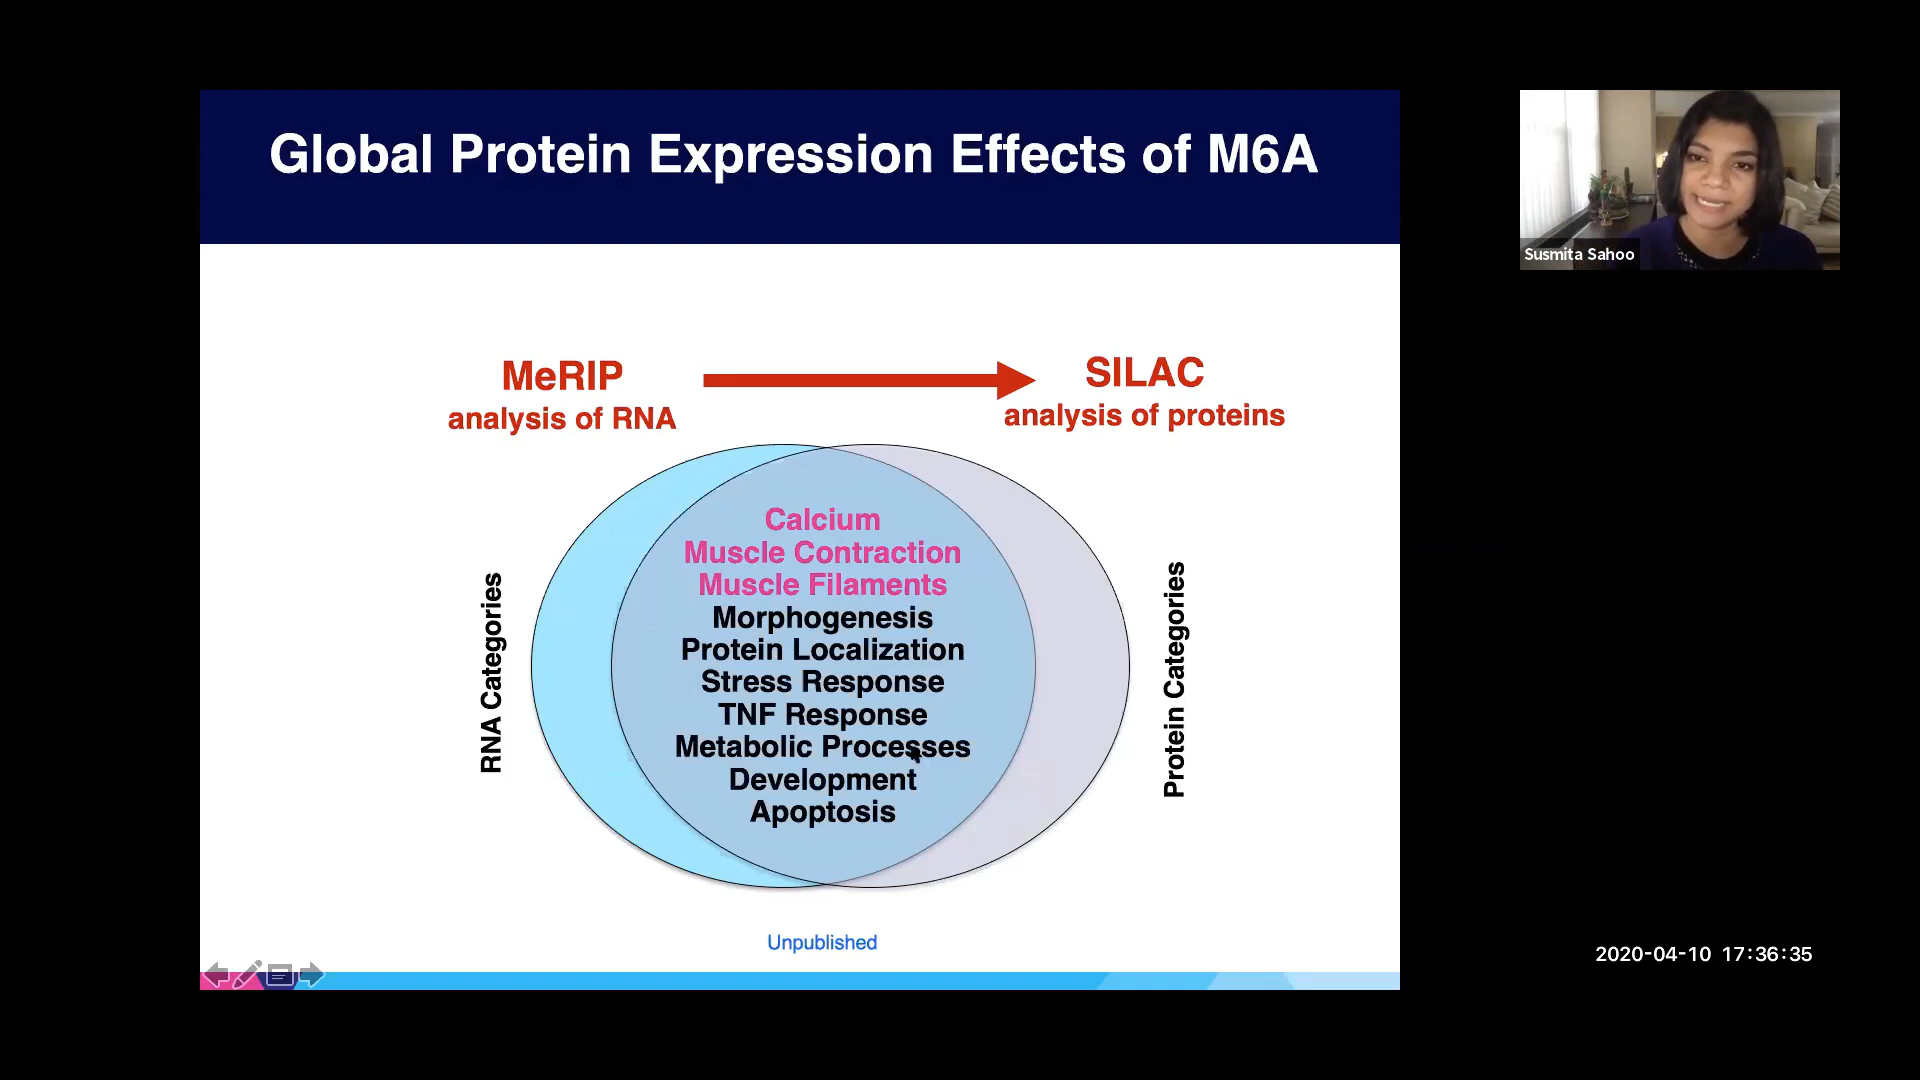 Global Protein Expression Effects of M6A
Susmita Sahoo
MeRIP
analysis of RNA
SILAC
analysis of proteins
RNA Categories
Calcium
Muscle Contraction
Muscle Filaments
Morphogenesis
Protein Localization
Stress Response
TNF Response
Metabolic Processes
Development
Apoptosis
Protein Categories
Unpublished
2020-04-10 17:36:35